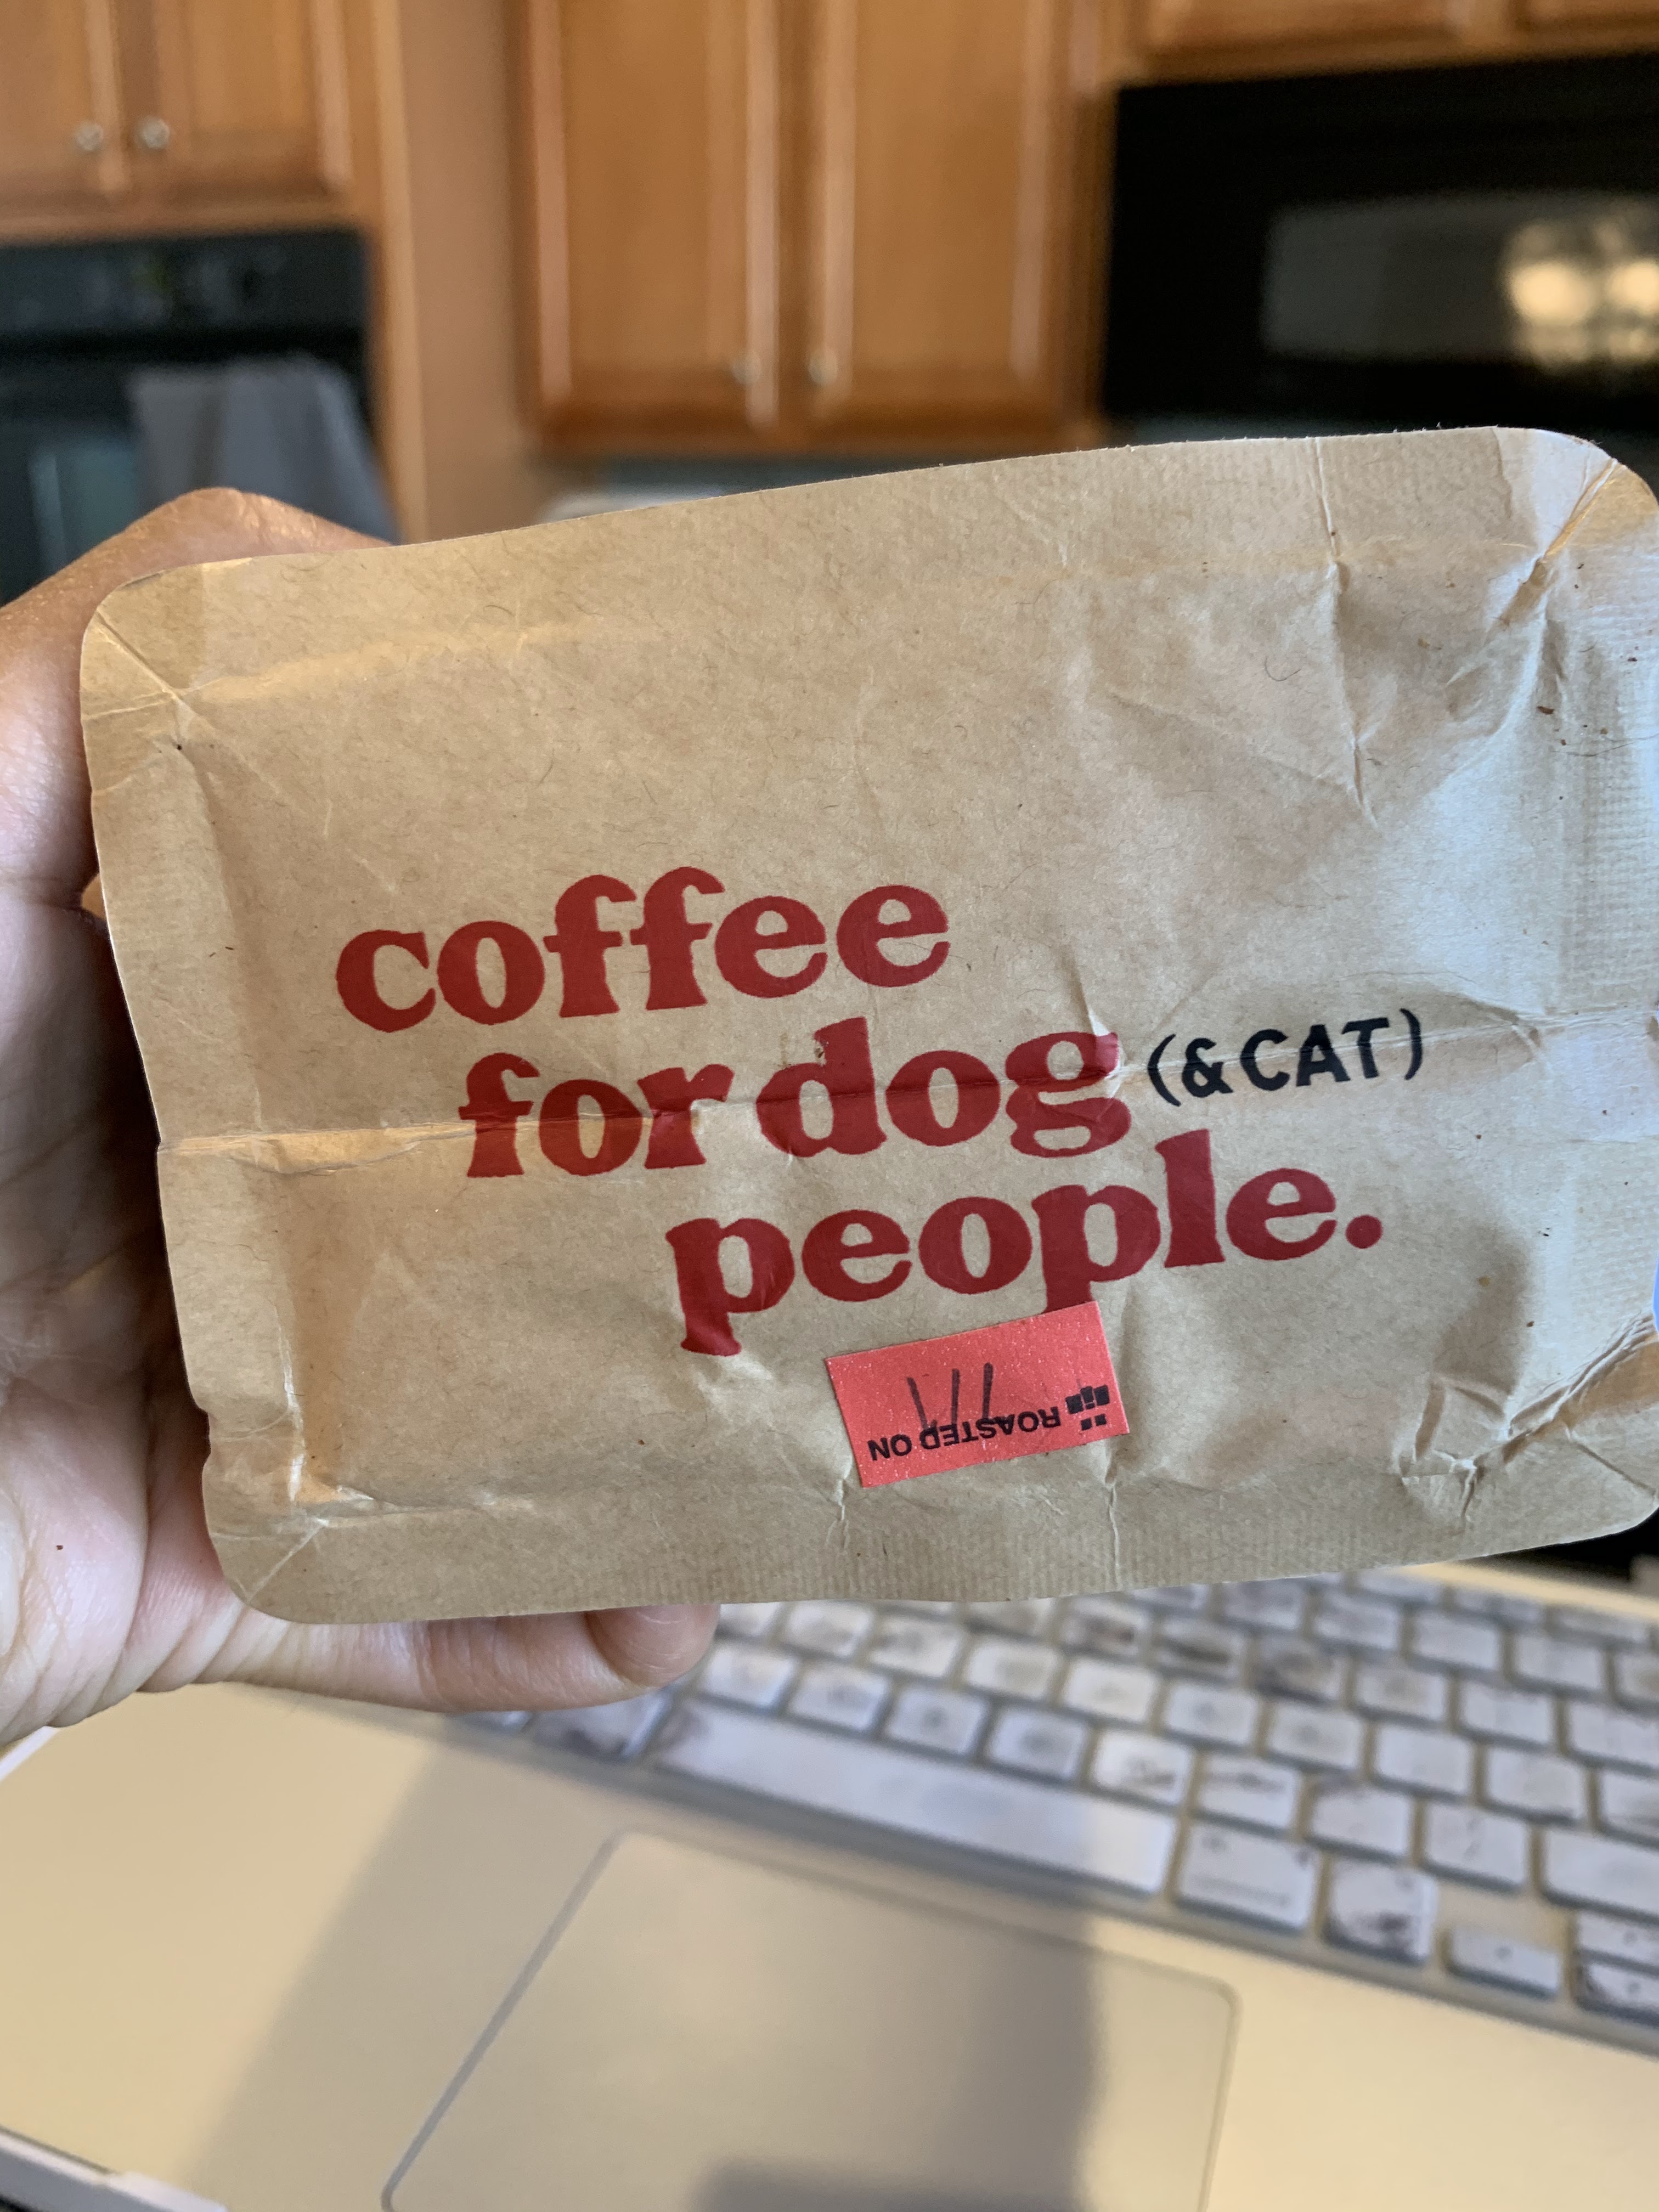 coffee
for dog (& CAT)
people.
ROASTED ON